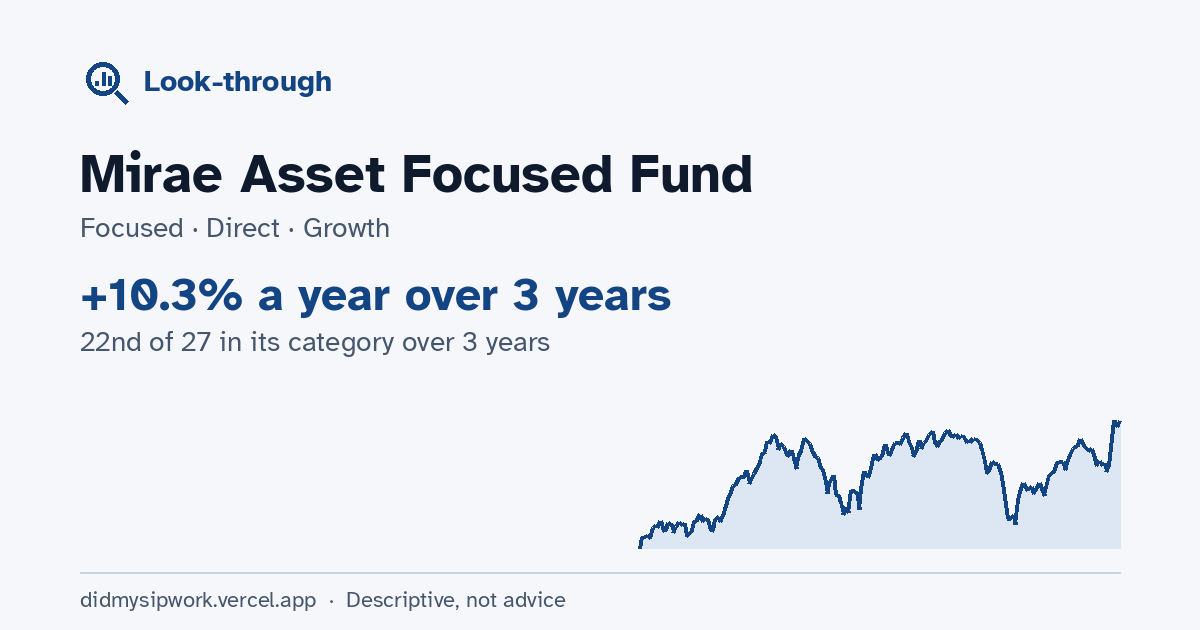 Look-through
Mirae Asset Focused Fund
Focused · Direct · Growth
+10.3% a year over 3 years
22nd of 27 in its category over 3 years
didmysipwork.vercel.app · Descriptive, not advice